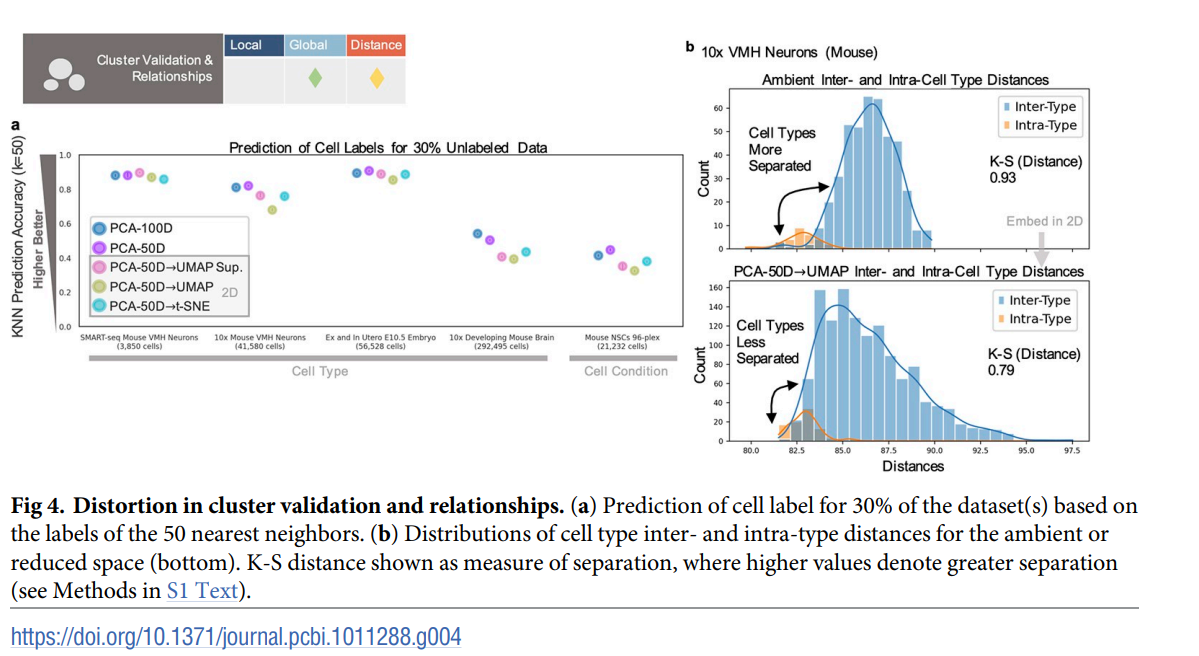 Local Global Distance
Cluster Validation &
Relationships
a
Prediction of Cell Labels for 30% Unlabeled Data
KNN Prediction Accuracy (k=50)
Higher Better
1.0
0.8
0.6
0.4
0.2
0.0
PCA-100D
PCA-50D
PCA-50D→UMAP Sup.
PCA-50D→UMAP
2D
PCA-50D→t-SNE
SMART-seq Mouse VMH Neurons
(3,850 cells)
10x Mouse VMH Neurons
(41,580 cells)
Ex and In Utero E10.5 Embryo
(56,528 cells)
10x Developing Mouse Brain
(292,495 cells)
Mouse NSCs 96-plex
(21,232 cells)
Cell Type
Cell Condition
b 10x VMH Neurons (Mouse)
Ambient Inter- and Intra-Cell Type Distances
Count
60
50
40
30
20
10
0
Cell Types
More
Separated
Inter-Type
Intra-Type
K-S (Distance)
0.93
Embed in 2D
PCA-50D→UMAP Inter- and Intra-Cell Type Distances
Count
160
140
120
100
80
60
40
20
0
Cell Types
Less
Separated
Inter-Type
Intra-Type
K-S (Distance)
0.79
80.0 82.5 85.0 87.5 90.0 92.5 95.0 97.5
Distances
Fig 4. Distortion in cluster validation and relationships. (a) Prediction of cell label for 30% of the dataset(s) based on
the labels of the 50 nearest neighbors. (b) Distributions of cell type inter- and intra-type distances for the ambient or
reduced space (bottom). K-S distance shown as measure of separation, where higher values denote greater separation
(see Methods in S1 Text).
https://doi.org/10.1371/journal.pcbi.1011288.g004